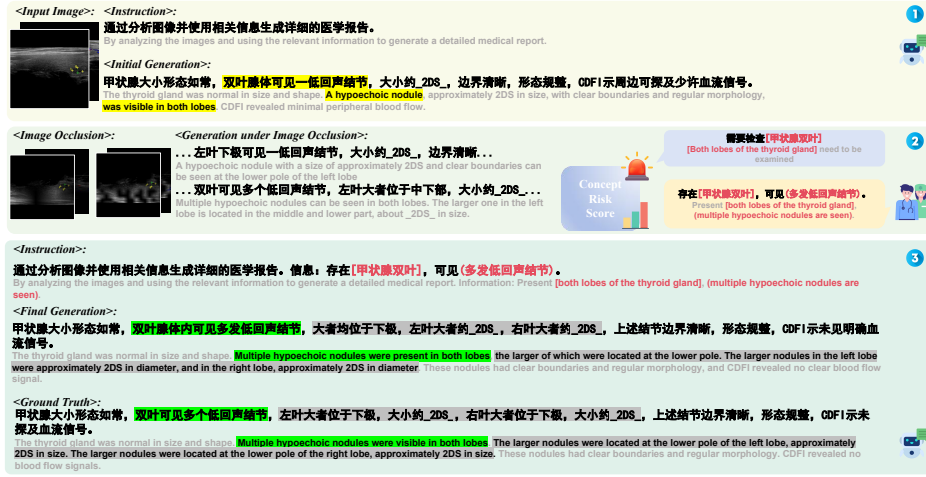 <Input Image>: <Instruction>:
1
通过分析图像并使用相关信息生成详细的医学报告。
By analyzing the images and using the relevant information to generate a detailed medical report.
<Initial Generation>:
甲状腺大小形态如常，双叶腺体可见一低回声结节，大小约_2DS_，边界清晰，形态规整，CDFI示周边可探及少许血流信号。
The thyroid gland was normal in size and shape. A hypoechoic nodule, approximately 2DS in size, with clear boundaries and regular morphology,
was visible in both lobes. CDFI revealed minimal peripheral blood flow.
<Image Occlusion>:
<Generation under Image Occlusion>:
2
...左叶下极可见一低回声结节，大小约_2DS_，边界清晰...
A hypoechoic nodule with a size of approximately 2DS and clear boundaries can
be seen at the lower pole of the left lobe
...双叶可见多个低回声结节，左叶大者位于中下部，大小_2DS_...
Multiple hypoechoic nodules can be seen in both lobes. The larger one in the left
lobe is located in the middle and lower part, about _2DS_ in size.
Concept
Risk
Score
需要检查[甲状腺双叶]
[Both lobes of the thyroid gland] need to be
examined
存在[甲状腺双叶]，可见(多发低回声结节)。
Present [both lobes of the thyroid gland],
(multiple hypoechoic nodules are seen).
<Instruction>:
3
通过分析图像并使用相关信息生成详细的医学报告。信息：存在[甲状腺双叶]，可见(多发低回声结节)。
By analyzing the images and using the relevant information to generate a detailed medical report. Information: Present [both lobes of the thyroid gland], (multiple hypoechoic nodules are
seen).
<Final Generation>:
甲状腺大小形态如常，双叶腺体内可见多发低回声结节，大者均位于下极，左叶大者约_2DS_，右叶大者约_2DS_，上述结节边界清晰，形态规整，CDFI示未见明确血
流信号。
The thyroid gland was normal in size and shape. Multiple hypoechoic nodules were present in both lobes, the larger of which were located at the lower pole. The larger nodules in the left lobe
were approximately 2DS in diameter, and in the right lobe, approximately 2DS in diameter. These nodules had clear boundaries and regular morphology, and CDFI revealed no clear blood flow
signal.
<Ground Truth>:
甲状腺大小形态如常，双叶可见多个低回声结节，左叶大者位于下极，大小约_2DS_，右叶大者位于下极，大小约_2DS_，上述结节边界清晰，形态规整，CDFI示未
探及血流信号。
The thyroid gland was normal in size and shape. Multiple hypoechoic nodules were visible in both lobes. The larger nodules were located at the lower pole of the left lobe, approximately
2DS in size. The larger nodules were located at the lower pole of the right lobe, approximately 2DS in size. These nodules had clear boundaries and regular morphology. CDFI revealed no
blood flow signals.